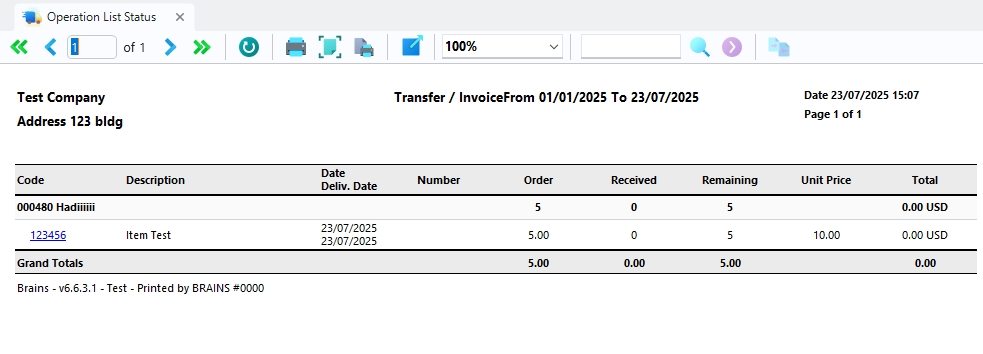 Operation List Status
1 of 1 100%
Test Company Transfer / InvoiceFrom 01/01/2025 To 23/07/2025 Date 23/07/2025 15:07
Address 123 bldg Page 1 of 1
Code Description Date Deliv. Date Number Order Received Remaining Unit Price Total
000480 Hadiiiiii 5 0 5 0.00 USD
123456 Item Test 23/07/2025 23/07/2025 5.00 0 5 10.00 0.00 USD
Grand Totals 5.00 0.00 5.00 0.00
Brains - v6.6.3.1 - Test - Printed by BRAINS #0000